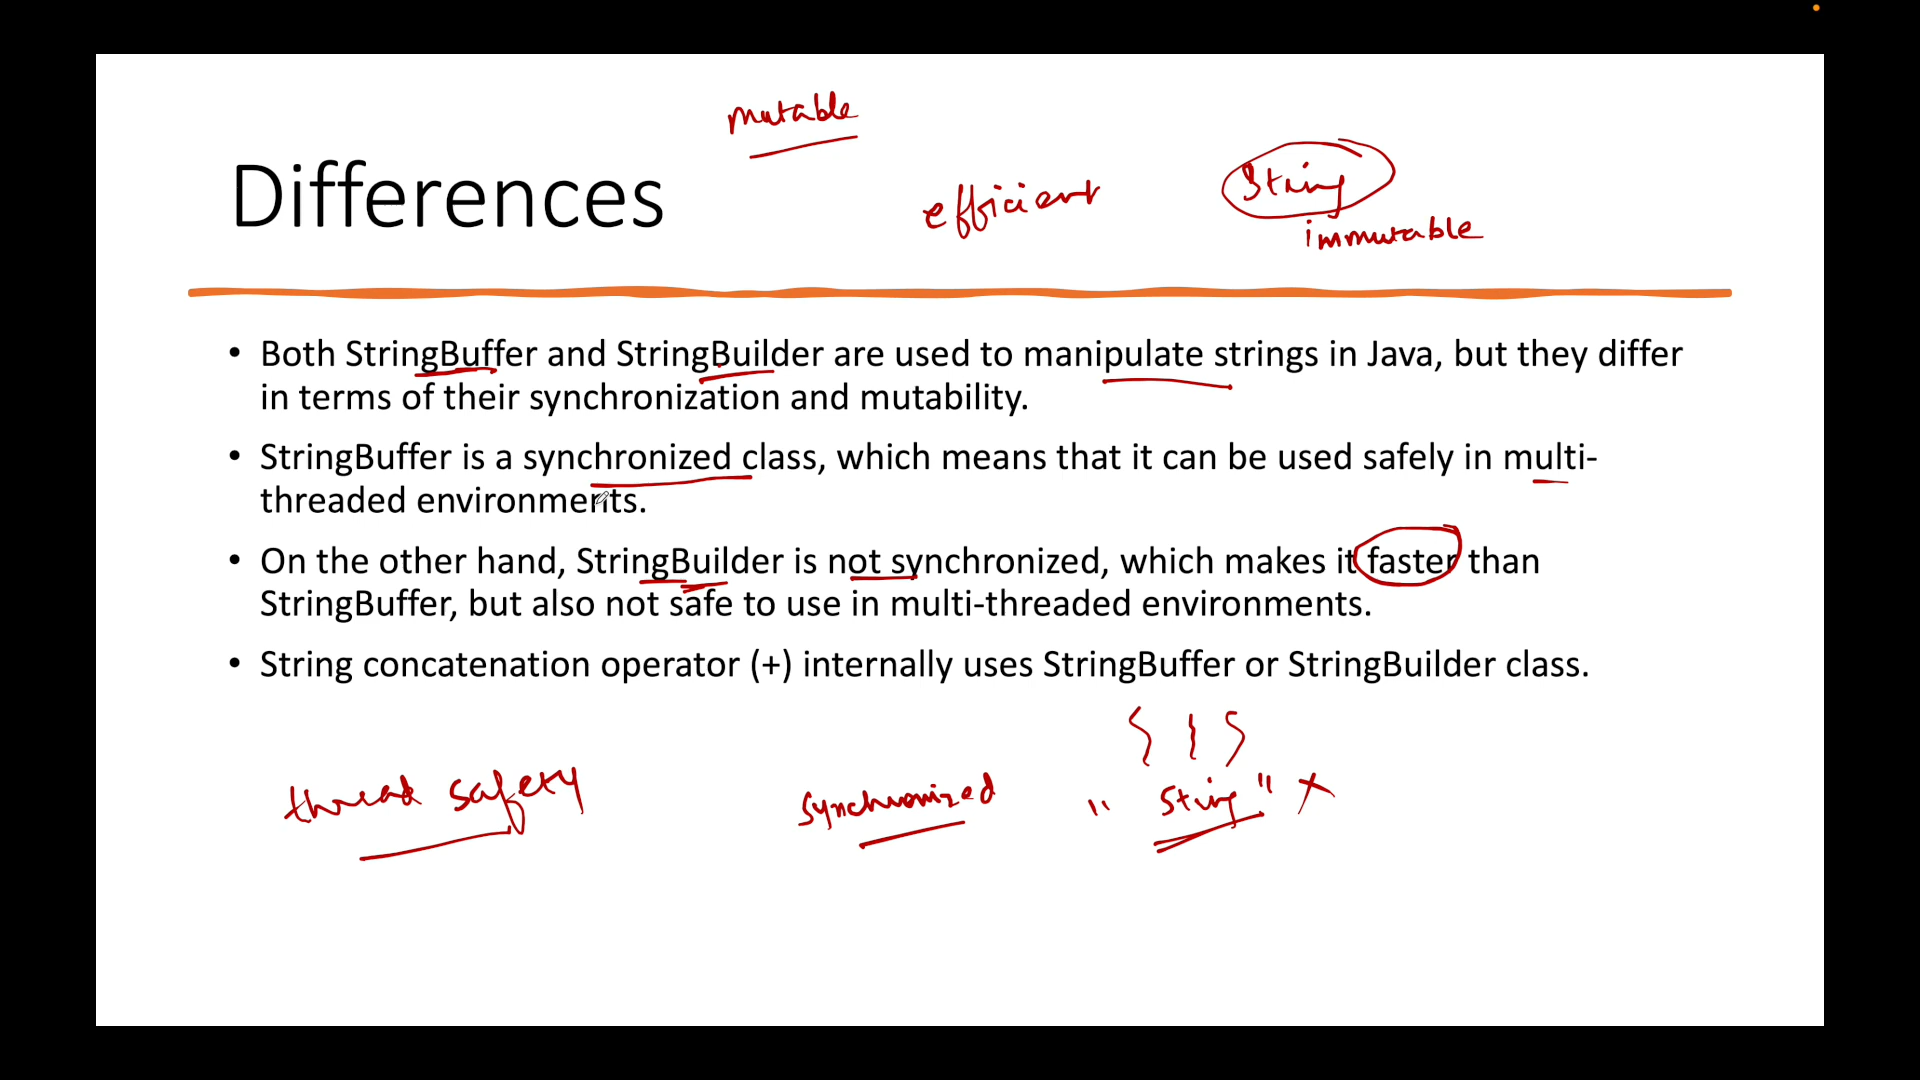 mutable
Differences
efficient
String
immutable
• Both StringBuffer and StringBuilder are used to manipulate strings in Java, but they differ
in terms of their synchronization and mutability.
• StringBuffer is a synchronized class, which means that it can be used safely in multi-
threaded environments.
• On the other hand, StringBuilder is not synchronized, which makes it faster than
StringBuffer, but also not safe to use in multi-threaded environments.
• String concatenation operator (+) internally uses StringBuffer or StringBuilder class.
thread safety
synchronized
" String "